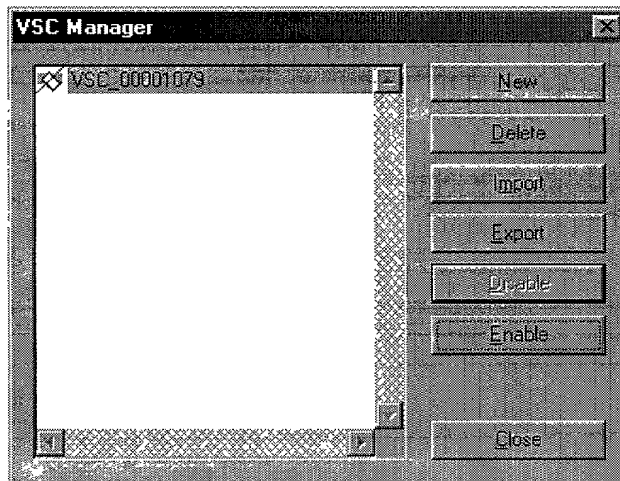 VSC Manager
VSC_00001079
New
Delete
Import
Export
Disable
Enable
Close